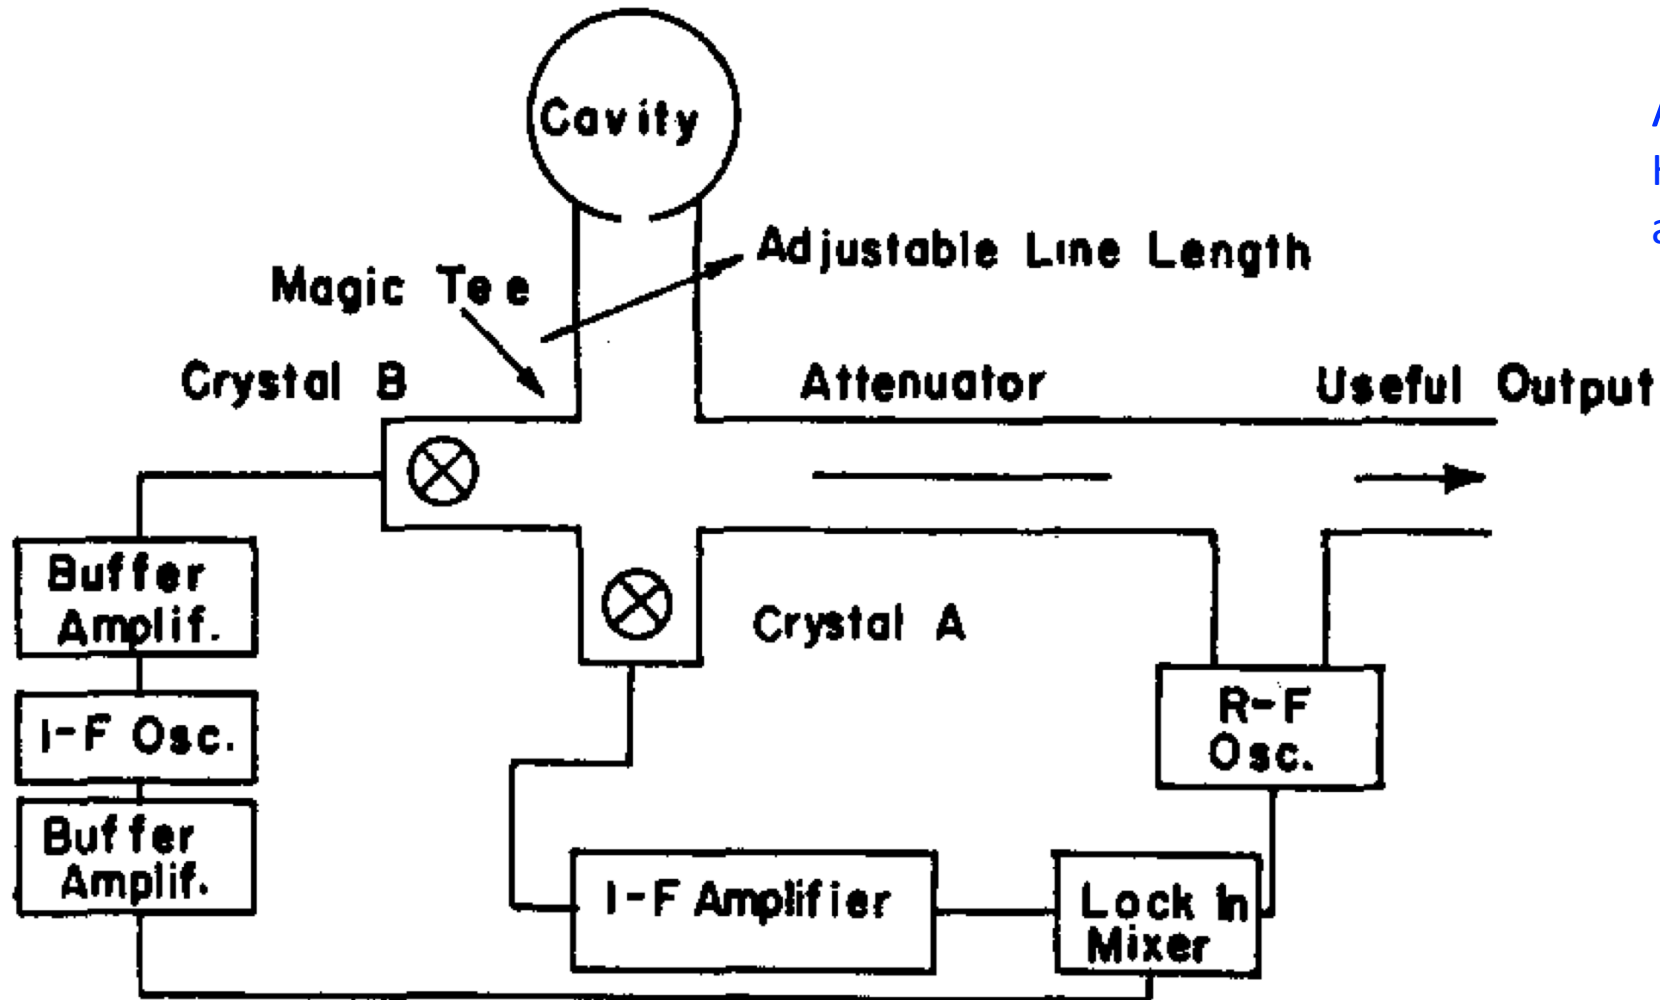 Cavity
Adjustable Line Length
Magic Tee
Crystal B
Attenuator
Useful Output
Buffer
Amplif.
Crystal A
I-F Osc.
R-F
Osc.
Buffer
Amplif.
I-F Amplifier
Lock in
Mixer